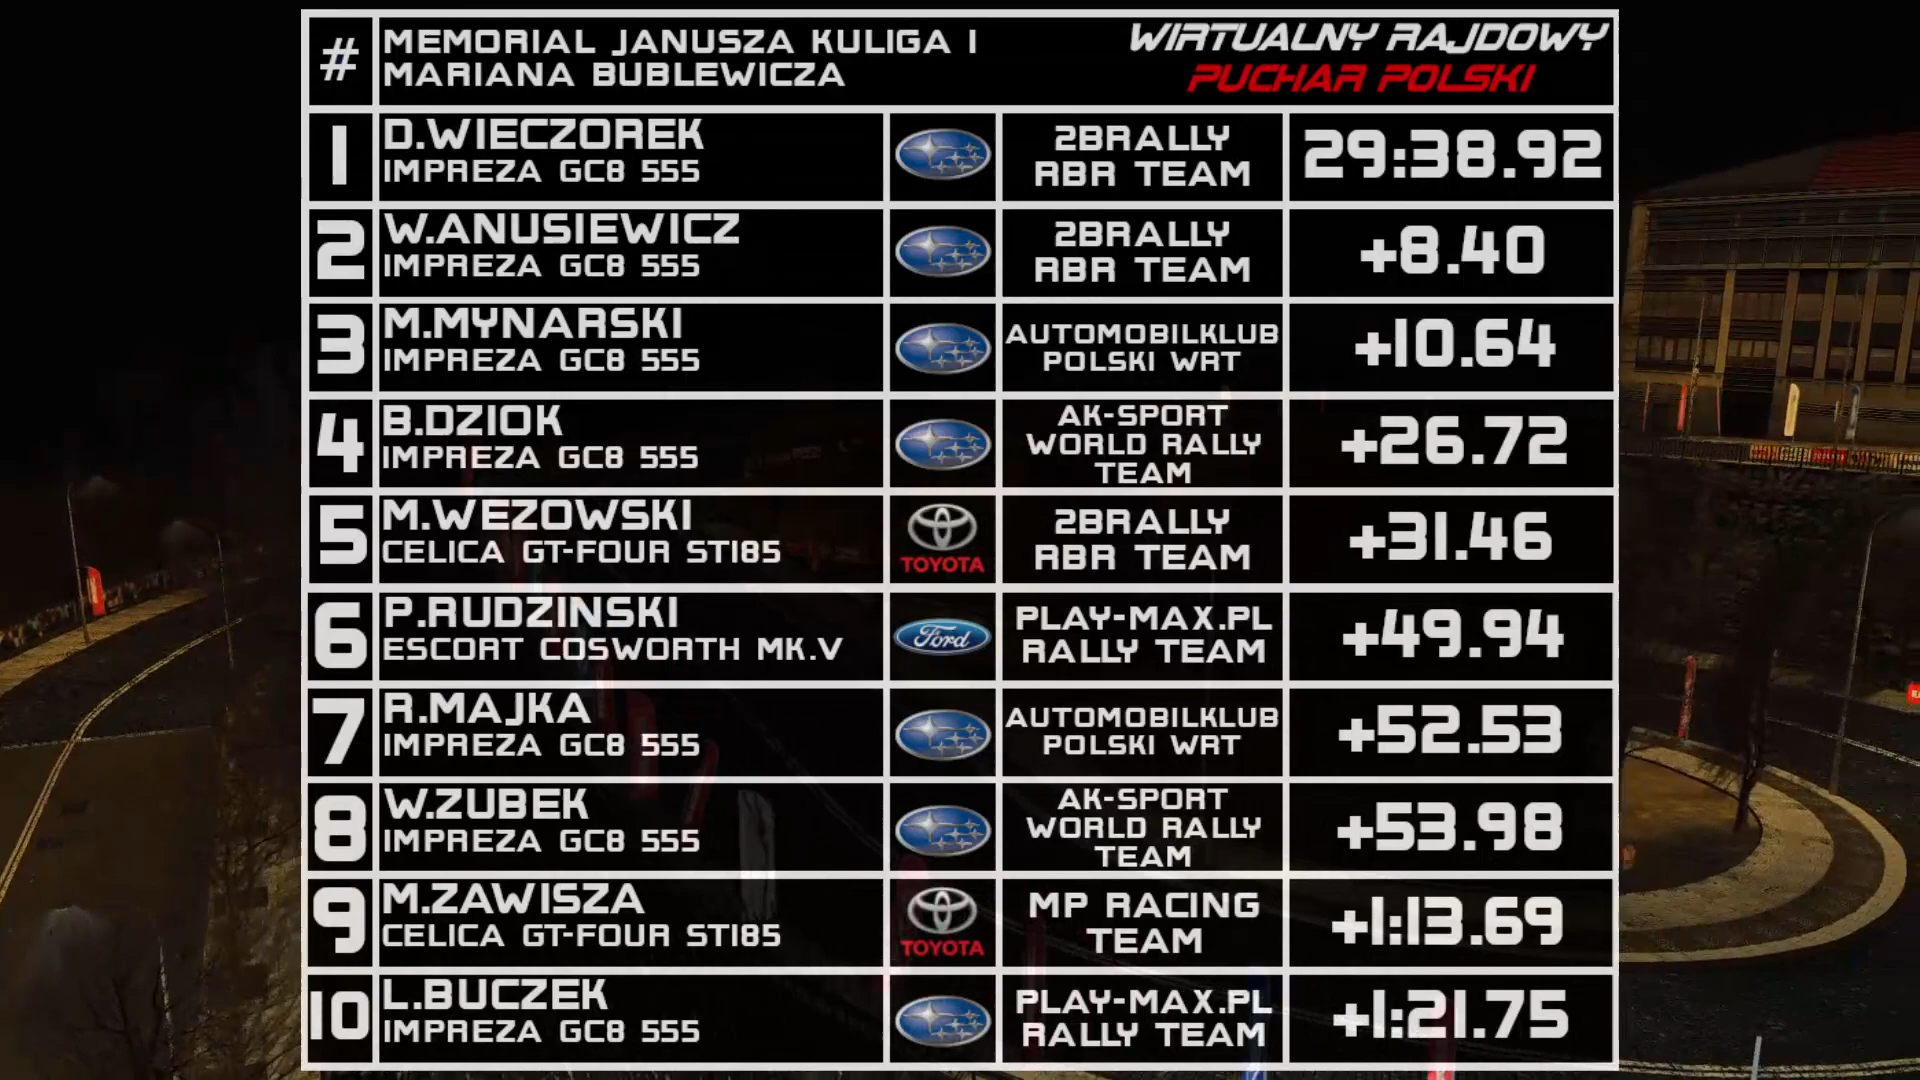 #
MEMORIAL JANUSZA KULIGA I
MARIANA BUBLEWICZA
WIRTUALNY RAJDOWY
PUCHAR POLSKI
1
D.WIECZOREK
IMPREZA GC8 555
2BRALLY
RBR TEAM
29:38.92
2
W.ANUSIEWICZ
IMPREZA GC8 555
2BRALLY
RBR TEAM
+8.40
3
M.MYNARSKI
IMPREZA GC8 555
AUTOMOBILKLUB
POLSKI WRT
+10.64
4
B.DZIOK
IMPREZA GC8 555
AK-SPORT
WORLD RALLY
TEAM
+26.72
5
M.WEZOWSKI
CELICA GT-FOUR ST185
TOYOTA
2BRALLY
RBR TEAM
+31.46
6
P.RUDZINSKI
ESCORT COSWORTH MK.V
Ford
PLAY-MAX.PL
RALLY TEAM
+49.94
7
R.MAJKA
IMPREZA GC8 555
AUTOMOBILKLUB
POLSKI WRT
+52.53
8
W.ZUBEK
IMPREZA GC8 555
AK-SPORT
WORLD RALLY
TEAM
+53.98
9
M.ZAWISZA
CELICA GT-FOUR ST185
TOYOTA
MP RACING
TEAM
+1:13.69
10
L.BUCZEK
IMPREZA GC8 555
PLAY-MAX.PL
RALLY TEAM
+1:21.75